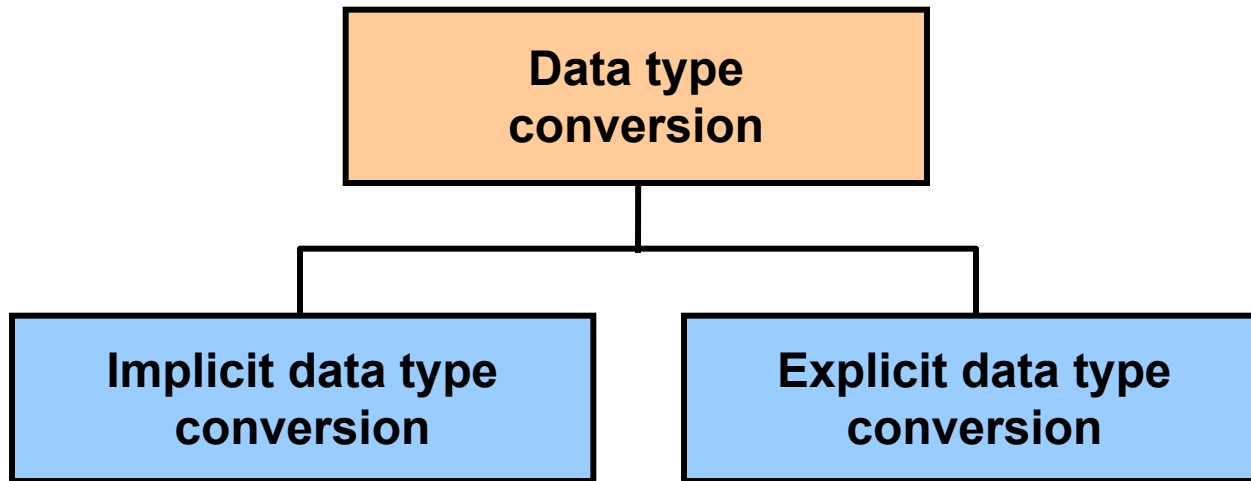 Data type
conversion
Implicit data type
conversion
Explicit data type
conversion